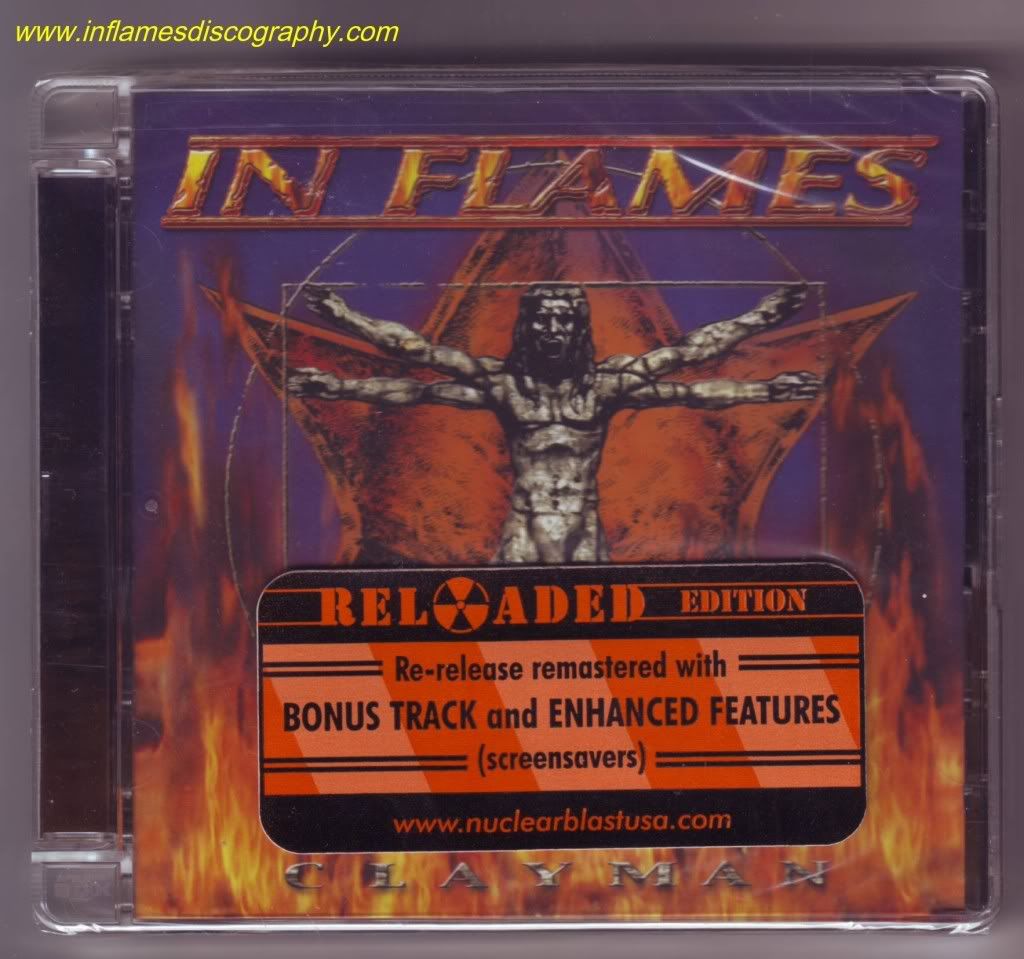 www.inflamesdiscography.com
IN FLAMES
RELOADED EDITION
Re-release remastered with
BONUS TRACK and ENHANCED FEATURES
(screensavers)
www.nuclearblastusa.com
CLAYMAN